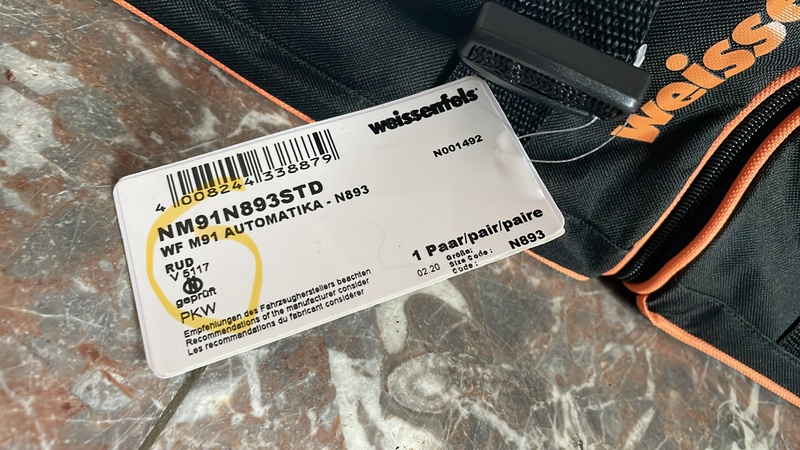 weissenfels
weisse
N001492
4 008244 338879
NM91N893STD
WF M91 AUTOMATIKA - N893
RUD
V 5117
N
geprüft
PKW
1 Paar/pair/paire
02.20
Größe:
Size Code:
Code:
N893
Empfehlungen des Fahrzeugherstellers beachten
Recommendations of the manufacturer consider
Les recommandations du fabricant considérer